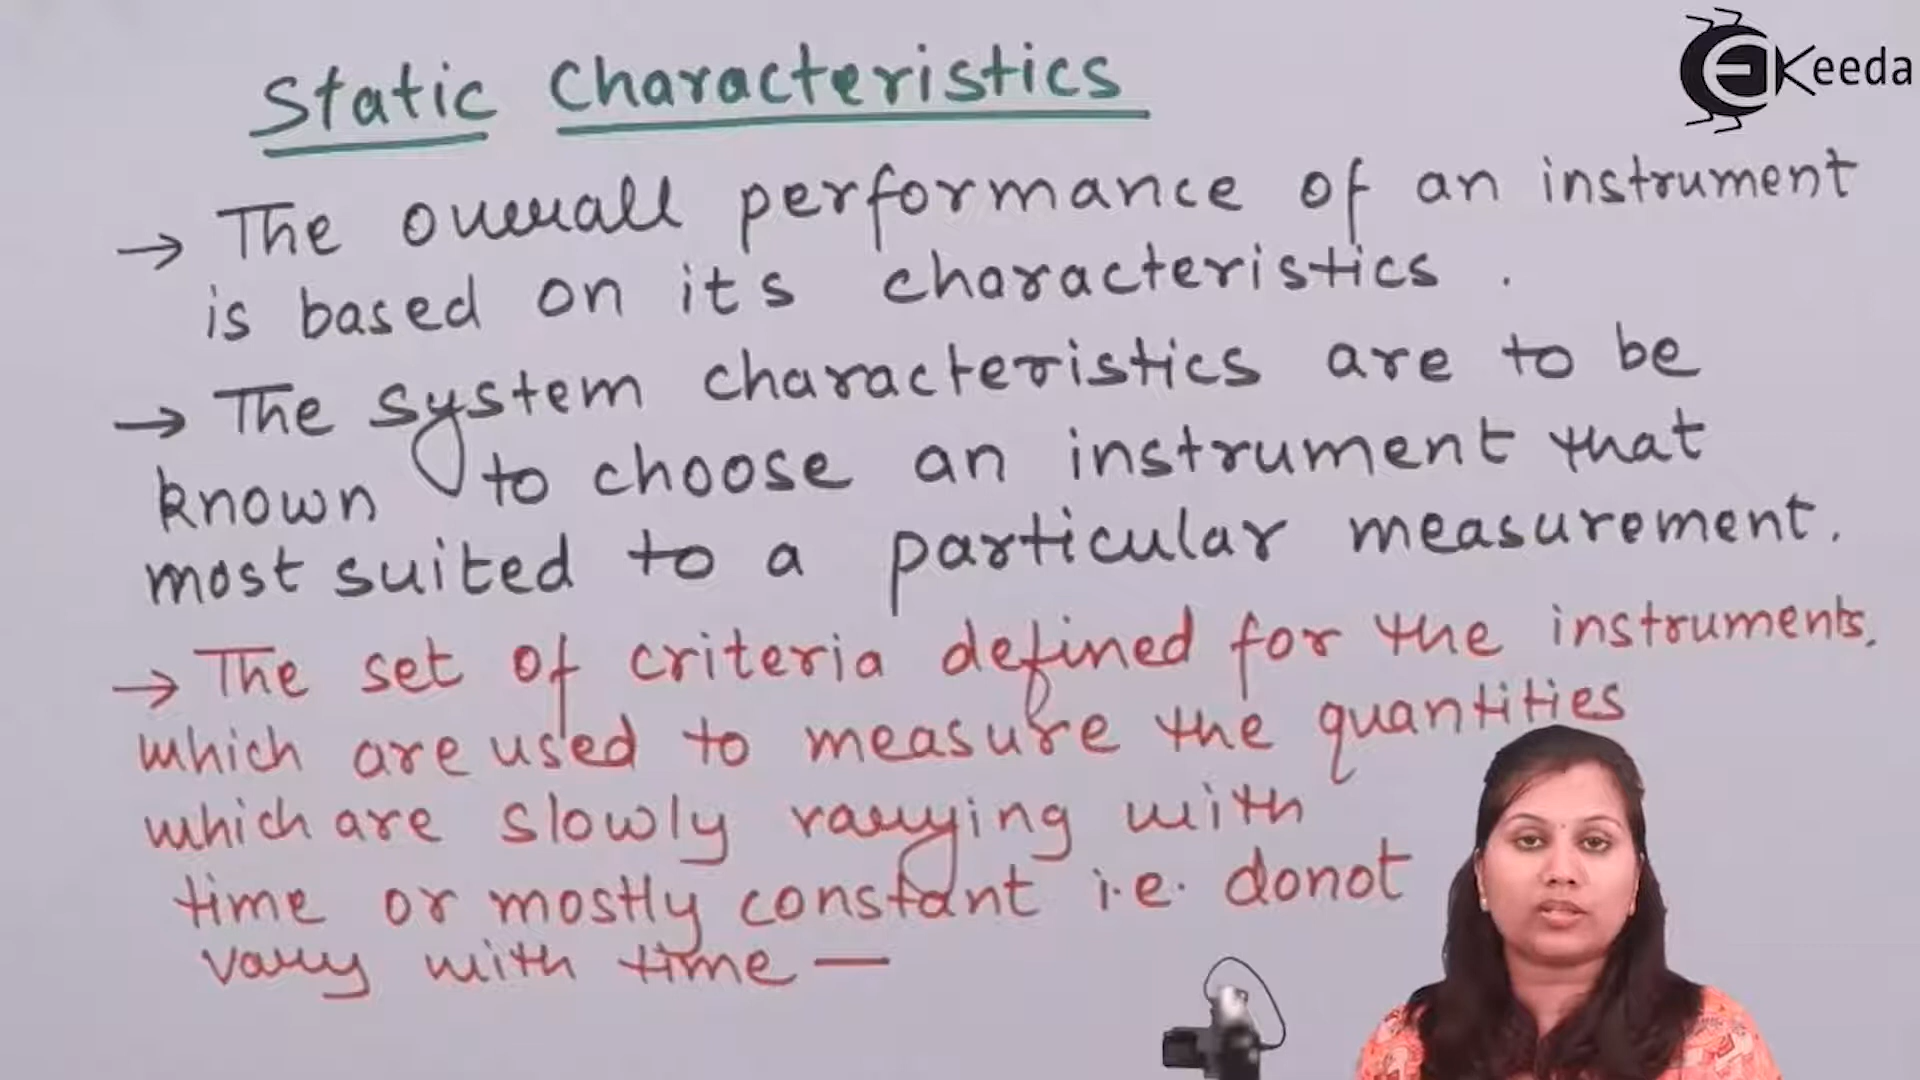 Static Characteristics
EKeeda
→ The overall performance of an instrument
is based on its characteristics .
→ The system characteristics are to be
known to choose an instrument that
most suited to a particular measurement.
→ The set of criteria defined for the instruments,
which are used to measure the quantities
which are slowly varying with
time or mostly constant i.e. donot
vary with time —